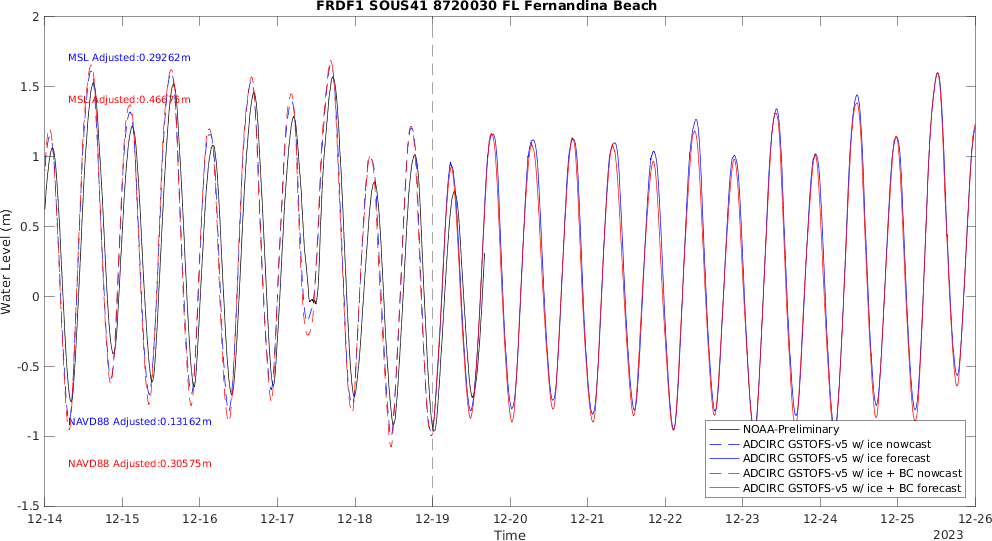 FRDF1 SOUS41 8720030 FL Fernandina Beach
2
1.5
1
0.5
0
-0.5
-1
-1.5
Water Level (m)
MSL Adjusted:0.29262m
MSL Adjusted:0.46675m
NAVD88 Adjusted:0.13162m
NAVD88 Adjusted:0.30575m
NOAA-Preliminary
ADCIRC GSTOFS-v5 w/ ice nowcast
ADCIRC GSTOFS-v5 w/ ice forecast
ADCIRC GSTOFS-v5 w/ ice + BC nowcast
ADCIRC GSTOFS-v5 w/ ice + BC forecast
12-14 12-15 12-16 12-17 12-18 12-19 12-20 12-21 12-22 12-23 12-24 12-25 12-26
Time
2023